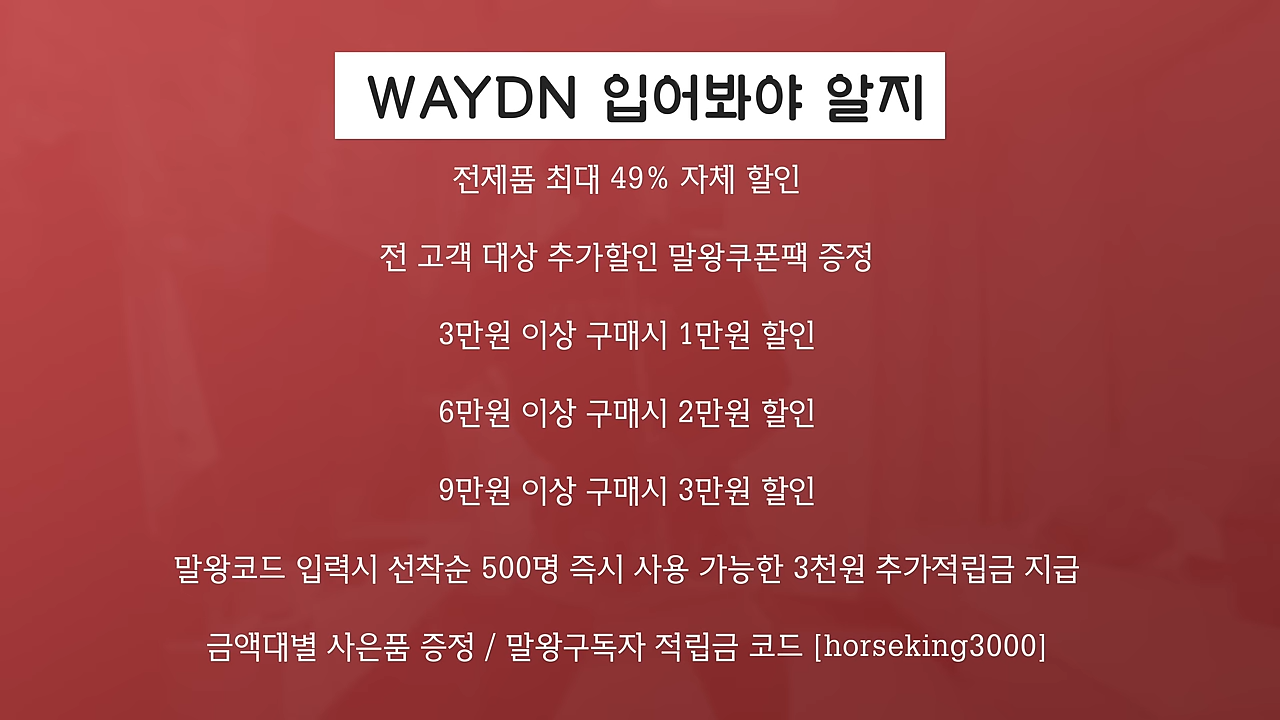 WAYDN 입어봐야 알지
전제품 최대 49% 자체 할인
전 고객 대상 추가할인 말왕쿠폰팩 증정
3만원 이상 구매시 1만원 할인
6만원 이상 구매시 2만원 할인
9만원 이상 구매시 3만원 할인
말왕코드 입력시 선착순 500명 즉시 사용 가능한 3천원 추가적립금 지급
금액대별 사은품 증정 / 말왕구독자 적립금 코드 [horseking3000]